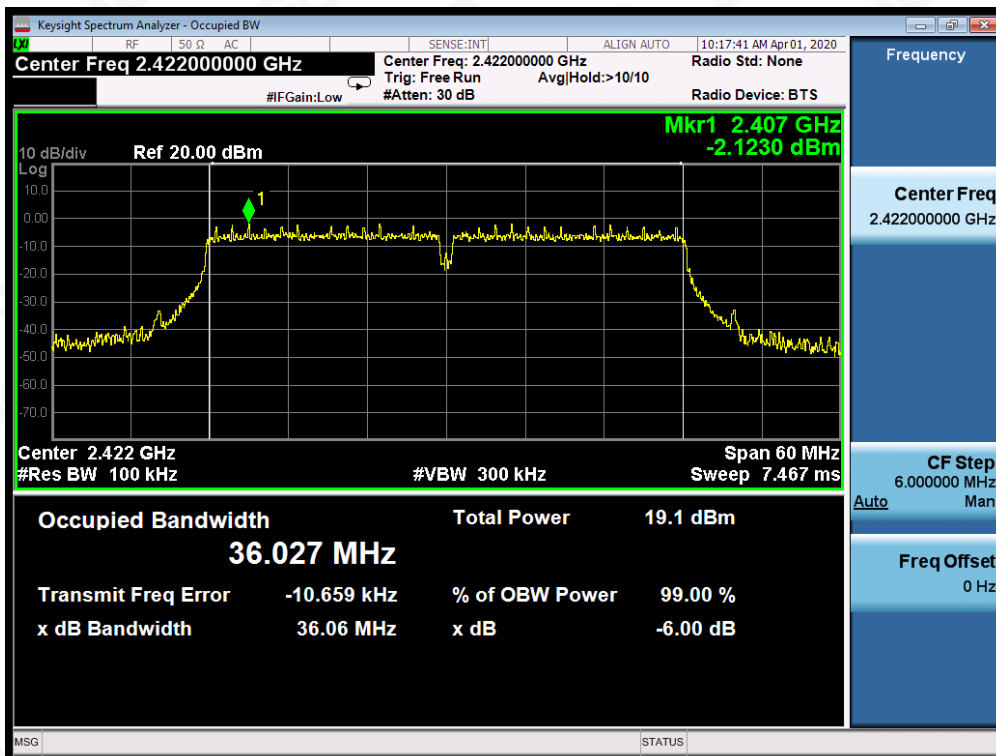 Keysight Spectrum Analyzer - Occupied BW
LXI RF 50 Ω AC SENSE:INT ALIGN AUTO 10:17:41 AM Apr 01, 2020
Center Freq 2.422000000 GHz
Center Freq: 2.422000000 GHz Radio Std: None
Trig: Free Run Avg|Hold:>10/10
#IFGain:Low #Atten: 30 dB Radio Device: BTS
Mkr1 2.407 GHz
-2.1230 dBm
10 dB/div Ref 20.00 dBm
Log
10.0
1
0.00
-10.0
-20.0
-30.0
-40.0
-50.0
-60.0
-70.0
Center 2.422 GHz Span 60 MHz
#Res BW 100 kHz #VBW 300 kHz Sweep 7.467 ms
Occupied Bandwidth Total Power 19.1 dBm
36.027 MHz
Transmit Freq Error -10.659 kHz % of OBW Power 99.00 %
x dB Bandwidth 36.06 MHz x dB -6.00 dB
MSG STATUS
Frequency
Center Freq
2.422000000 GHz
CF Step
6.000000 MHz
Auto Man
Freq Offset
0 Hz